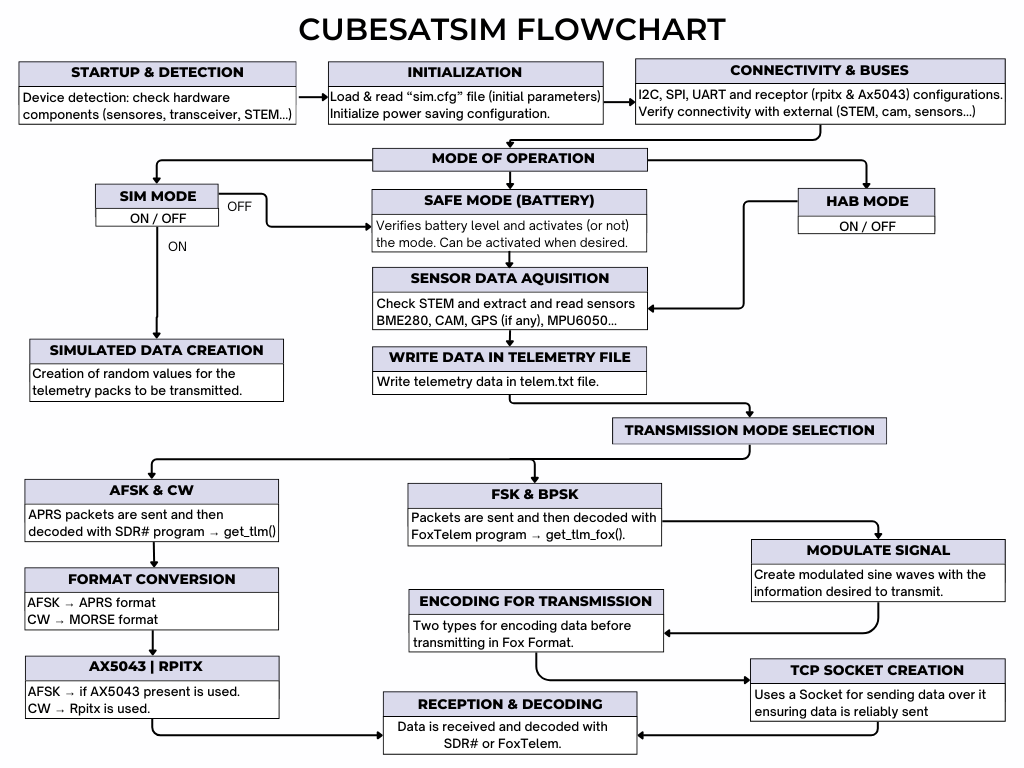 CUBESATSIM FLOWCHART
STARTUP & DETECTION
Device detection: check hardware
components (sensores, transceiver, STEM...)
INITIALIZATION
Load & read “sim.cfg” file (initial parameters)
Initialize power saving configuration.
CONNECTIVITY & BUSES
I2C, SPI, UART and receptor (rpitx & Ax5043) configurations.
Verify connectivity with external (STEM, cam, sensors...)
MODE OF OPERATION
SIM MODE
ON / OFF
OFF
ON
SAFE MODE (BATTERY)
Verifies battery level and activates (or not)
the mode. Can be activated when desired.
HAB MODE
ON / OFF
SENSOR DATA AQUISITION
Check STEM and extract and read sensors
BME280, CAM, GPS (if any), MPU6050...
SIMULATED DATA CREATION
Creation of random values for the
telemetry packs to be transmitted.
WRITE DATA IN TELEMETRY FILE
Write telemetry data in telem.txt file.
TRANSMISSION MODE SELECTION
AFSK & CW
APRS packets are sent and then
decoded with SDR# program → get_tlm()
FSK & BPSK
Packets are sent and then decoded with
FoxTelem program → get_tlm_fox().
MODULATE SIGNAL
Create modulated sine waves with the
information desired to transmit.
FORMAT CONVERSION
AFSK → APRS format
CW → MORSE format
ENCODING FOR TRANSMISSION
Two types for encoding data before
transmitting in Fox Format.
AX5043 | RPITX
AFSK → if AX5043 present is used.
CW → Rpitx is used.
TCP SOCKET CREATION
Uses a Socket for sending data over it
ensuring data is reliably sent
RECEPTION & DECODING
Data is received and decoded with
SDR# or FoxTelem.